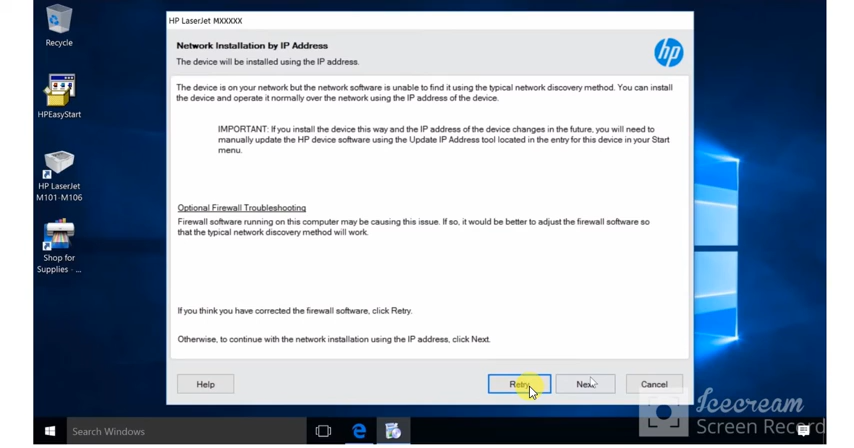 HP LaserJet MXXXXX
Recycle
Network Installation by IP Address
The device will be installed using the IP address.
hp
The device is on your network but the network software is unable to find it using the typical network discovery method. You can install
the device and operate it normally over the network using the IP address of the device.
HPEasyStart
IMPORTANT: If you install the device this way and the IP address of the device changes in the future, you will need to
manually update the HP device software using the Update IP Address tool located in the entry for this device in your Start
menu.
HP LaserJet
M101-M106
Optional Firewall Troubleshooting
Firewall software running on this computer may be causing this issue. If so, it would be better to adjust the firewall software so
that the typical network discovery method will work.
Shop for
Supplies - ...
If you think you have corrected the firewall software, click Retry.
Otherwise, to continue with the network installation using the IP address, click Next.
Help
Retry
Next
Cancel
Icecream
Screen Record
Search Windows